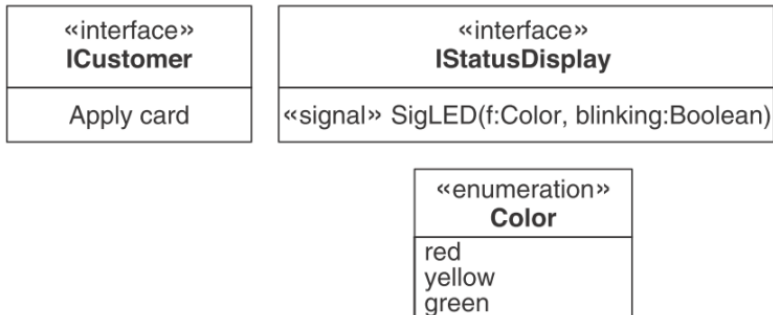 «interface»
ICustomer
Apply card
«interface»
IStatusDisplay
«signal» SigLED(f:Color, blinking:Boolean)
«enumeration»
Color
red
yellow
green